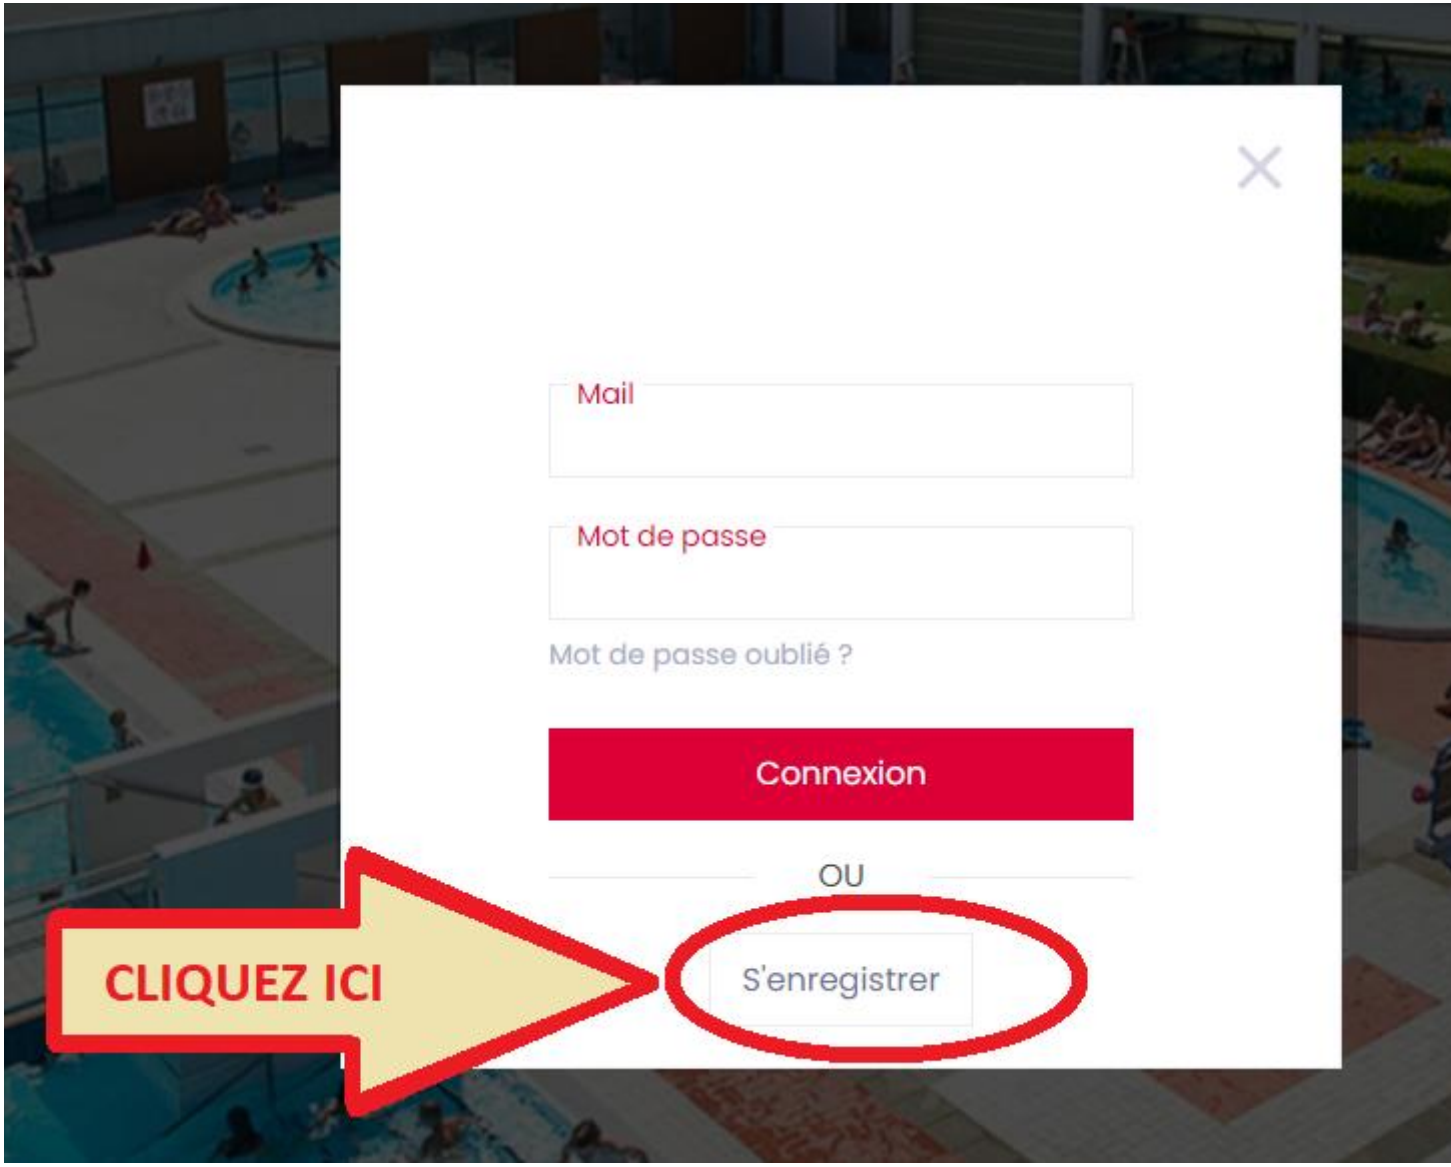 Mail
Mot de passe
Mot de passe oublié ?
Connexion
OU
CLIQUEZ ICI
S'enregistrer